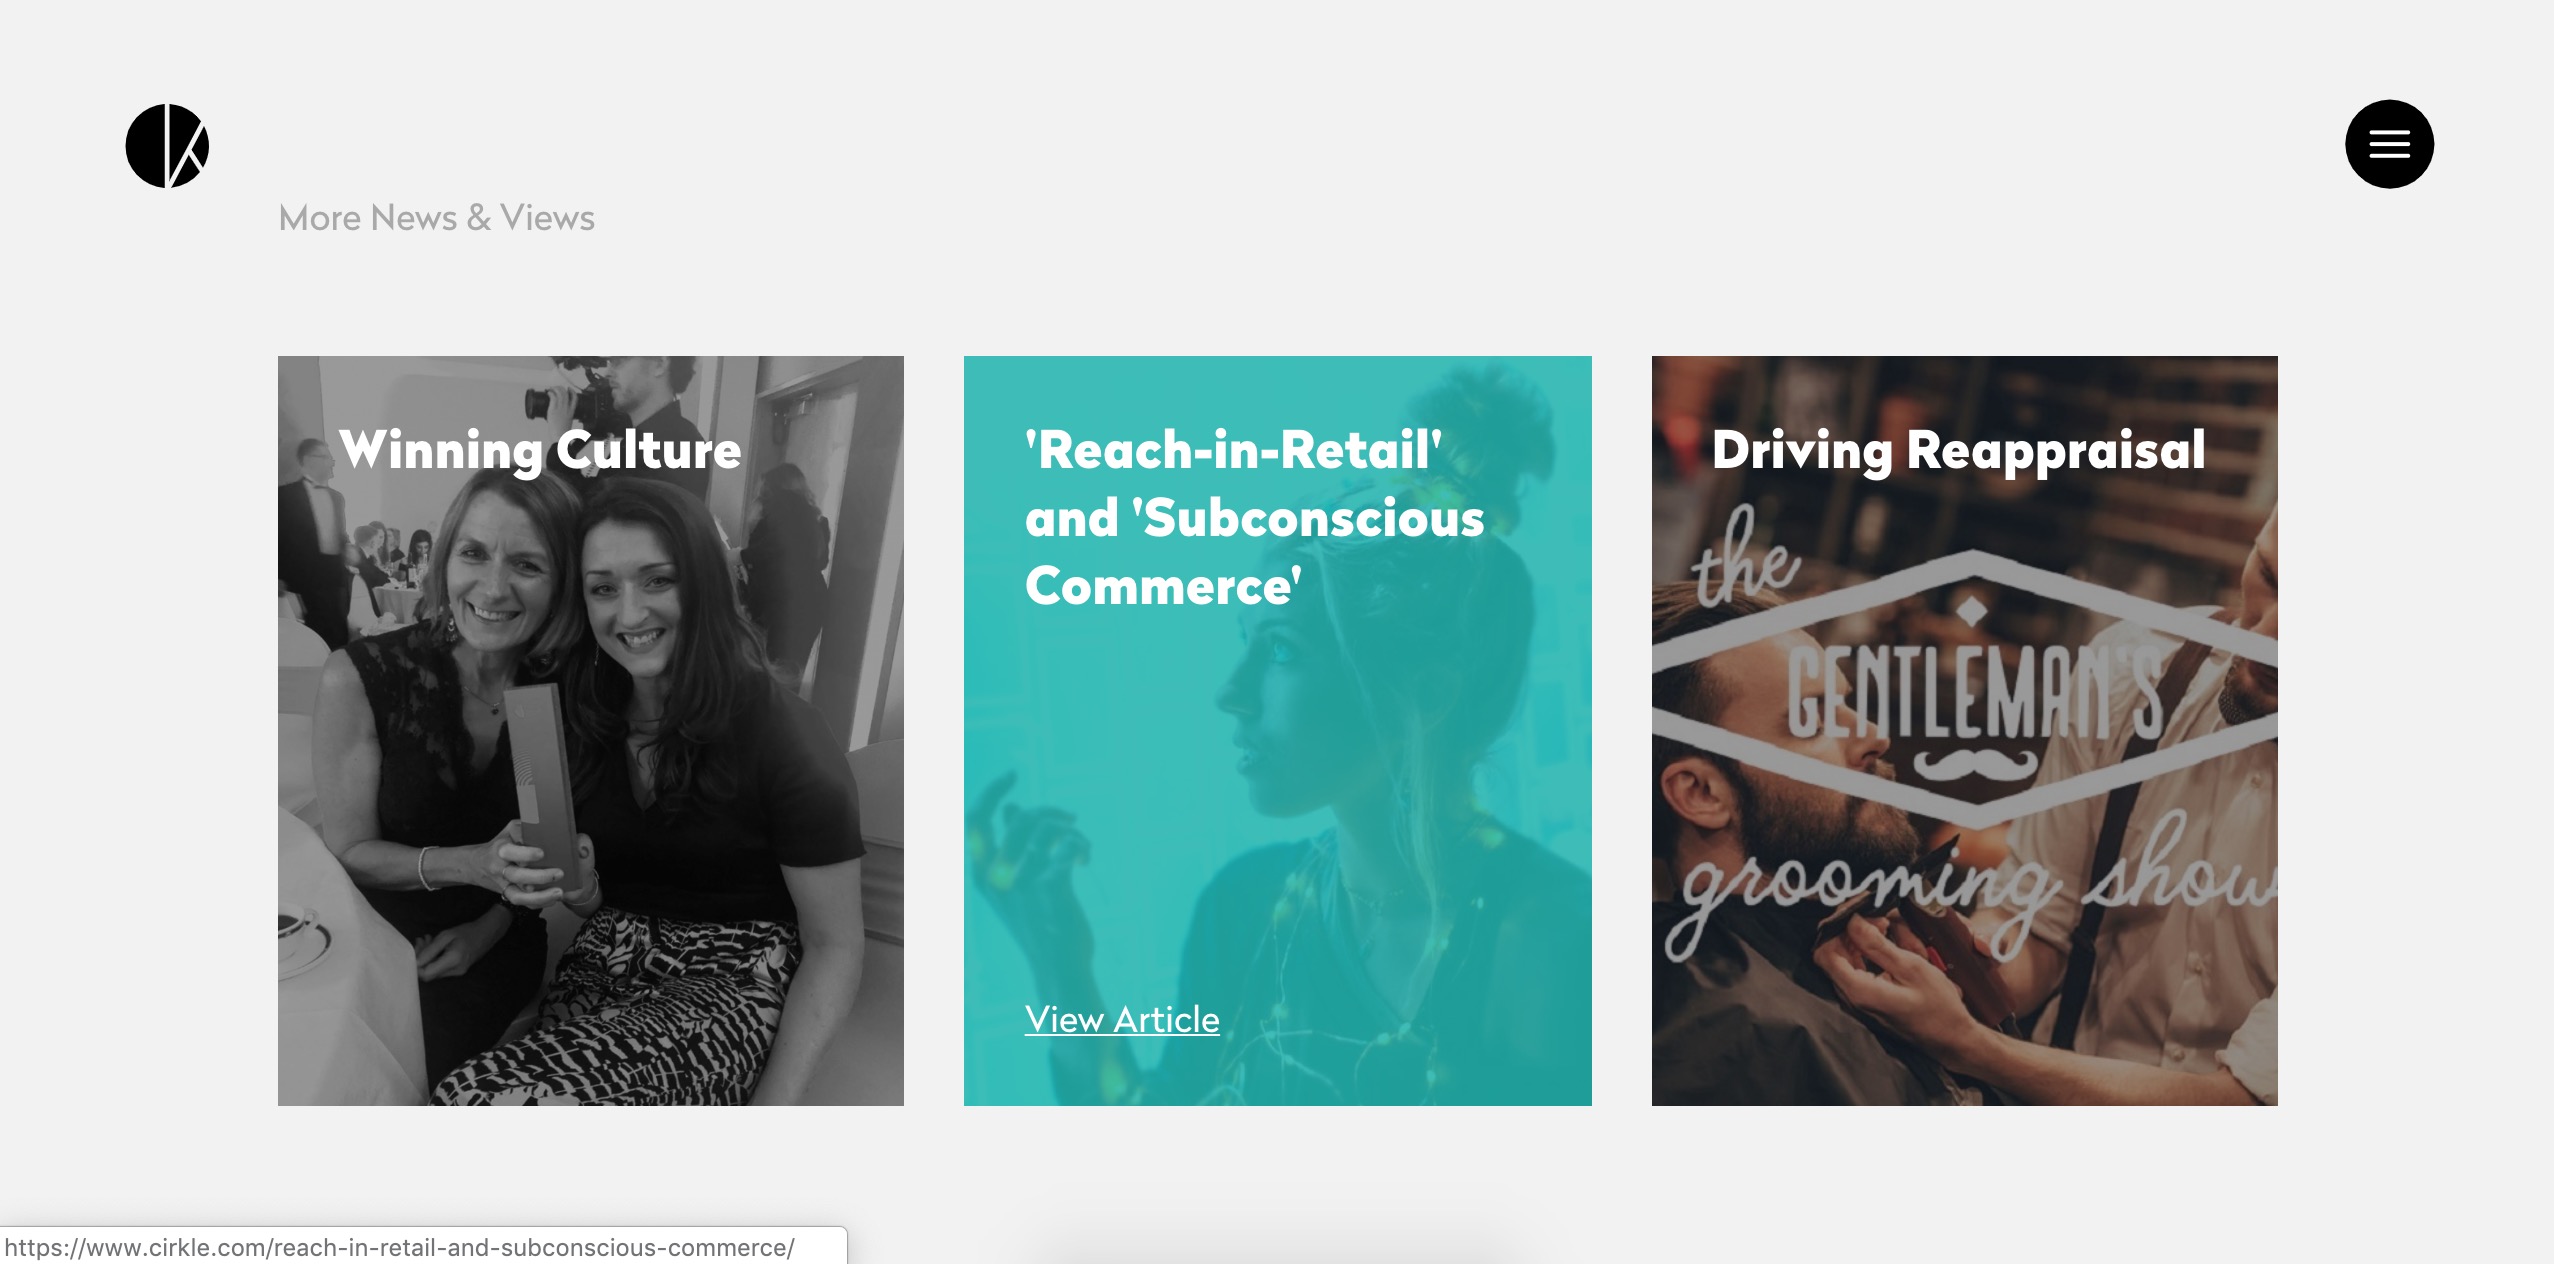 More News & Views
Winning Culture
'Reach-in-Retail'
and 'Subconscious
Commerce'
View Article
Driving Reappraisal
the
GENTLEMAN'S
grooming show
https://www.cirkle.com/reach-in-retail-and-subconscious-commerce/